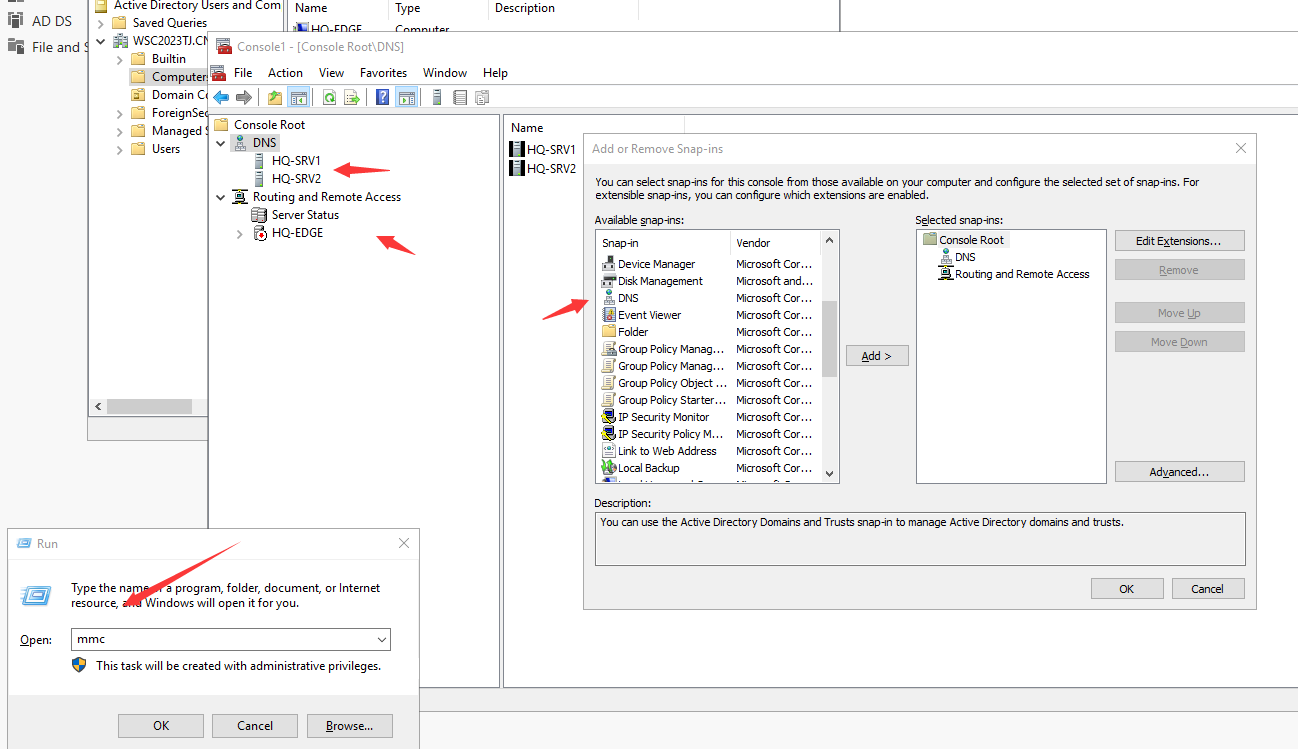 Active Directory Users and Com
Saved Queries
WSC2023TJ.CN
Builtin
Computers
Domain Co
ForeignSec
Managed S
Users
AD DS
File and S
Name Type Description
HQ-EDGE Computer
Console1 - [Console Root\DNS]
File Action View Favorites Window Help
Console Root
DNS
HQ-SRV1
HQ-SRV2
Routing and Remote Access
Server Status
HQ-EDGE
Name
HQ-SRV1
HQ-SRV2
Add or Remove Snap-ins
You can select snap-ins for this console from those available on your computer and configure the selected set of snap-ins. For
extensible snap-ins, you can configure which extensions are enabled.
Available snap-ins:
Snap-in Vendor
Device Manager Microsoft Cor...
Disk Management Microsoft and...
DNS Microsoft Cor...
Event Viewer Microsoft Cor...
Folder Microsoft Cor...
Group Policy Manag... Microsoft Cor...
Group Policy Manag... Microsoft Cor...
Group Policy Object ... Microsoft Cor...
Group Policy Starter... Microsoft Cor...
IP Security Monitor Microsoft Cor...
IP Security Policy M... Microsoft Cor...
Link to Web Address Microsoft Cor...
Local Backup Microsoft Cor...
Add >
Selected snap-ins:
Console Root
DNS
Routing and Remote Access
Edit Extensions...
Remove
Move Up
Move Down
Advanced...
Description:
You can use the Active Directory Domains and Trusts snap-in to manage Active Directory domains and trusts.
OK Cancel
Run
Type the name of a program, folder, document, or Internet
resource, and Windows will open it for you.
Open: mmc
This task will be created with administrative privileges.
OK Cancel Browse...